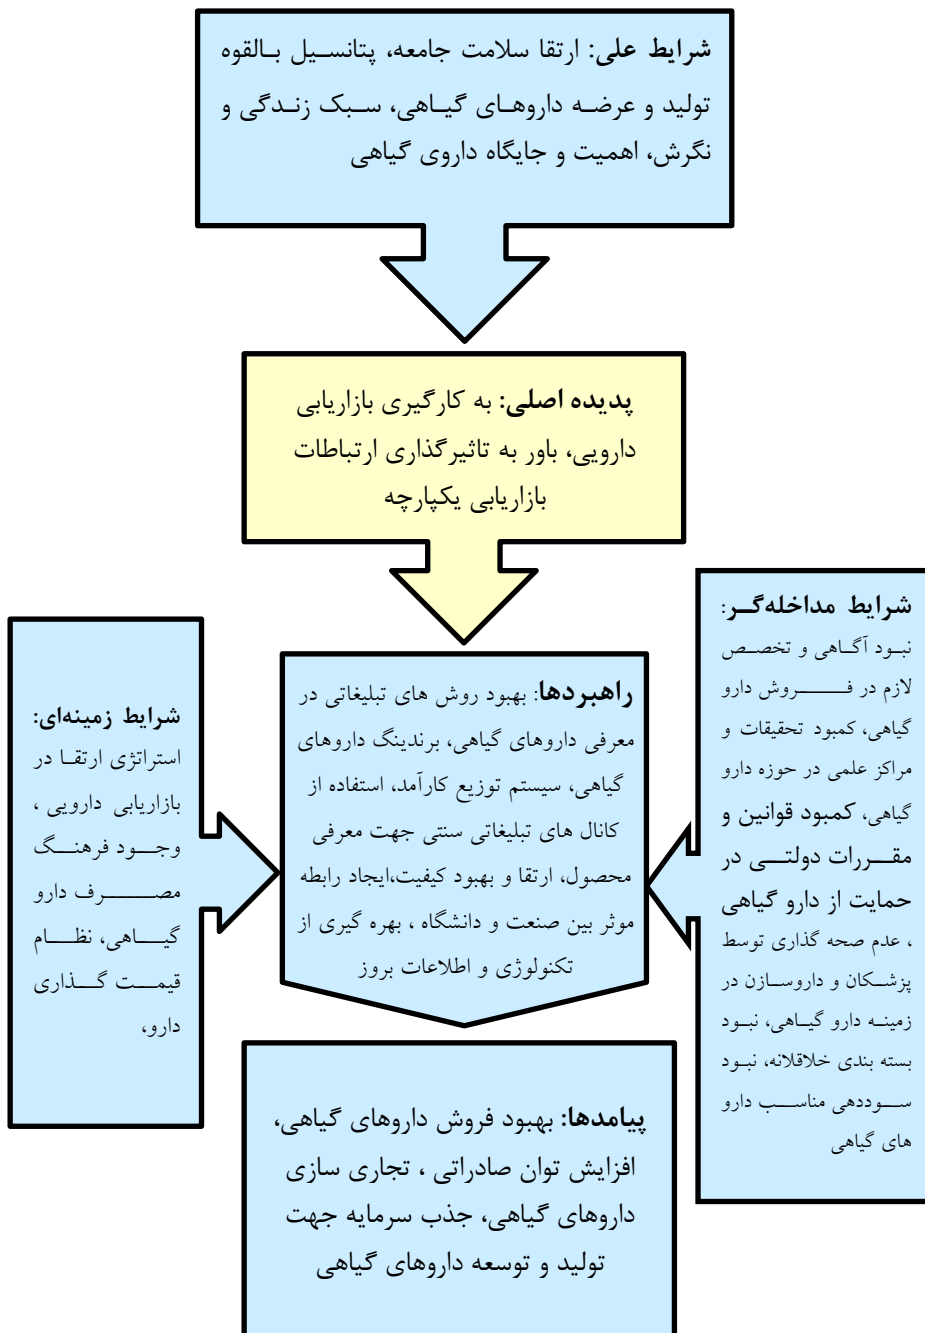 شرایط علی: ارتقا سلامت جامعه، پتانسیل بالقوه
تولید و عرضه داروهای گیاهی، سبک زندگی و
نگرش، اهمیت و جایگاه داروی گیاهی
پدیده اصلی: به کارگیری بازاریابی
دارویی، باور به تاثیرگذاری ارتباطات
بازاریابی یکپارچه
شرایط مداخله‌گر:
نبود آگاهی و تخصص
لازم در فروش دارو
گیاهی، کمبود تحقیقات و
مراکز علمی در حوزه دارو
گیاهی، کمبود قوانین و
مقررات دولتی در
حمایت از دارو گیاهی
، عدم صحه گذاری توسط
پزشکان و داروسازن در
زمینه دارو گیاهی، نبود
بسته بندی خلاقلانه، نبود
سوددهی مناسب دارو
های گیاهی
راهبردها: بهبود روش های تبلیغاتی در
معرفی داروهای گیاهی، برندینگ داروهای
گیاهی، سیستم توزیع کارآمد، استفاده از
کانال های تبلیغاتی سنتی جهت معرفی
محصول، ارتقا و بهبود کیفیت،ایجاد رابطه
موثر بین صنعت و دانشگاه ، بهره گیری از
تکنولوژی و اطلاعات بروز
شرایط زمینه‌ای:
استراتژی ارتقا در
بازاریابی دارویی ،
وجود فرهنگ
مصرف دارو
گیاهی، نظام
قیمت گذاری
دارو،
پیامدها: بهبود فروش داروهای گیاهی،
افزایش توان صادراتی ، تجاری سازی
داروهای گیاهی، جذب سرمایه جهت
تولید و توسعه داروهای گیاهی